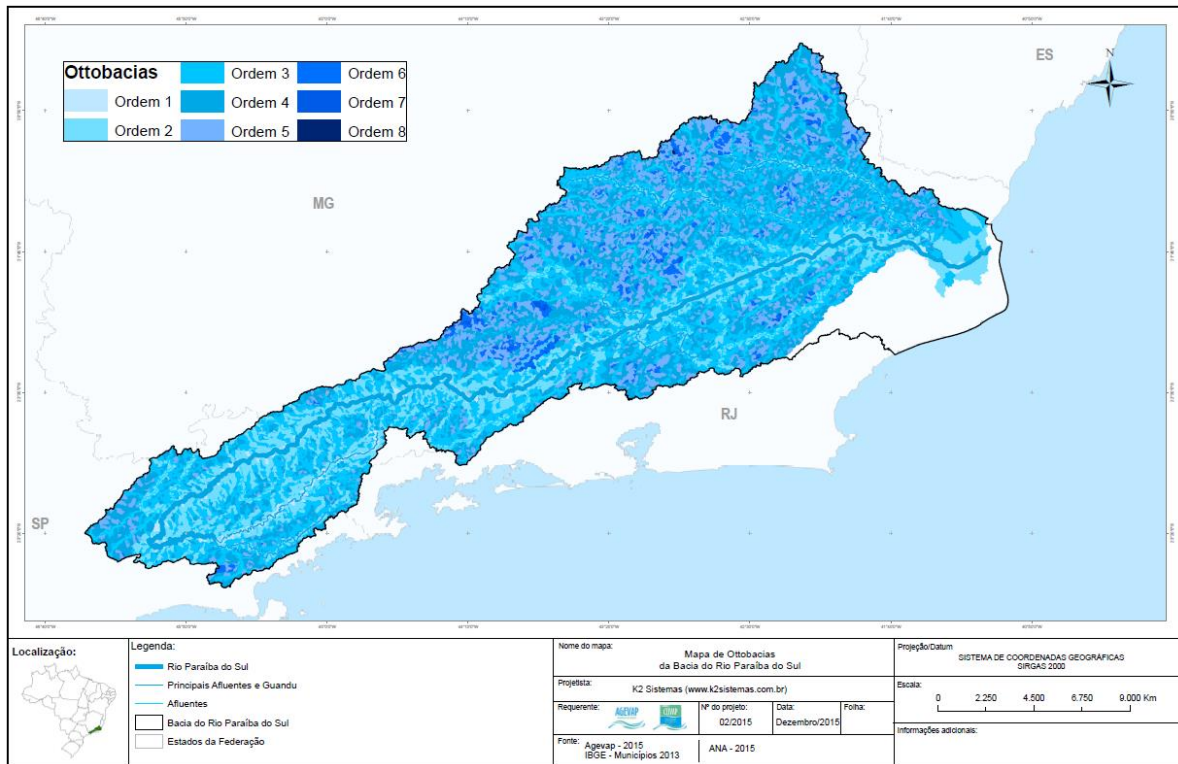 Ottobacias
Ordem 1
Ordem 2
Ordem 3
Ordem 4
Ordem 5
Ordem 6
Ordem 7
Ordem 8
N
ES
MG
RJ
SP
Localização:
Legenda:
Rio Paraíba do Sul
Principais Afluentes e Guandu
Afluentes
Bacia do Rio Paraíba do Sul
Estados da Federação
Nome do mapa:
Mapa de Ottobacias
da Bacia do Rio Paraíba do Sul
Projetista:
K2 Sistemas (www.k2sistemas.com.br)
Requerente:
AGEVAP
Nº do projeto:
02/2015
Data:
Dezembro/2015
Folha:
Fonte:
Agevap - 2015
IBGE - Municípios 2013
ANA - 2015
Projeção/Datum
SISTEMA DE COORDENADAS GEOGRÁFICAS
SIRGAS 2000
Escala:
0 2.250 4.500 6.750 9.000 Km
Informações adicionais: